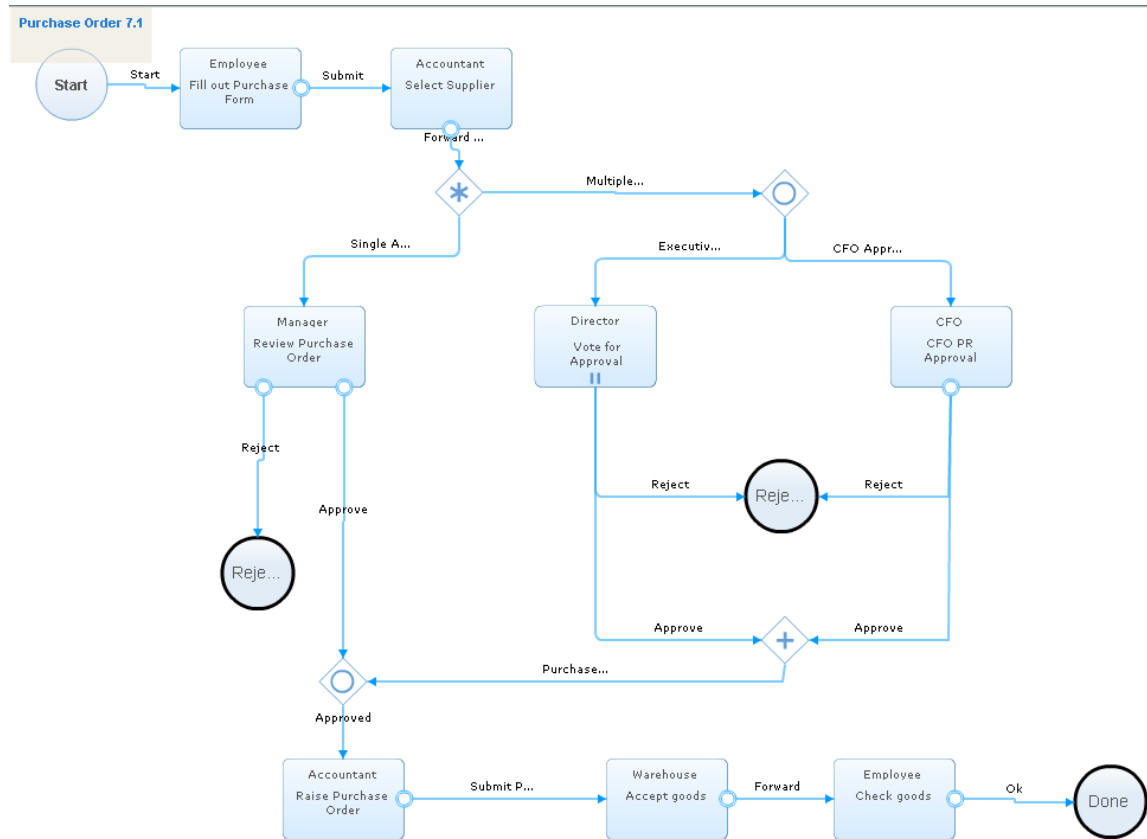 Purchase Order 7.1
Start
Start
Employee
Fill out Purchase
Form
Submit
Accountant
Select Supplier
Forward ...
Multiple...
Single A...
Executiv...
CFO Appr...
Manager
Review Purchase
Order
Director
Vote for
Approval
CFO
CFO PR
Approval
Reject
Approve
Reje...
Reject
Reje...
Reject
Approve
Approve
Purchase...
Approved
Accountant
Raise Purchase
Order
Submit P...
Warehouse
Accept goods
Forward
Employee
Check goods
Ok
Done